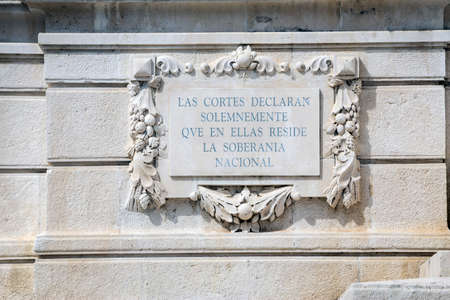 LAS CORTES DECLARAN
SOLEMNEMENTE
QVE EN ELLAS RESIDE
LA SOBERANIA
NACIONAL